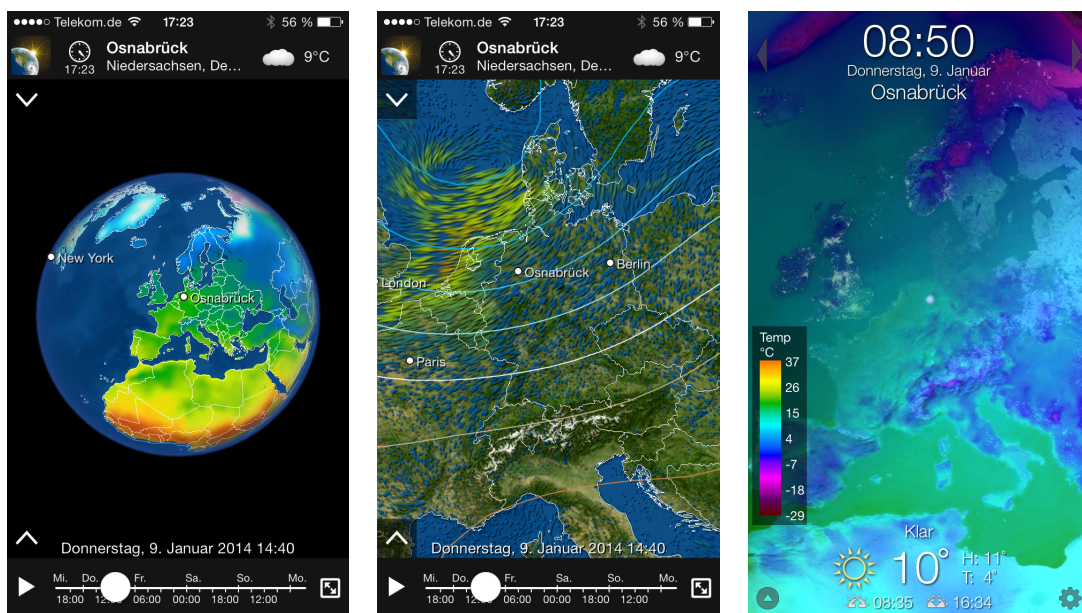 Telekom.de 17:23 56 %
17:23
Osnabrück
Niedersachsen, De...
9°C
New York
Osnabrück
Donnerstag, 9. Januar 2014 14:40
Mi. Do. Fr. Sa. So. Mo.
18:00 12:00 06:00 00:00 18:00 12:00
Telekom.de 17:23 56 %
17:23
Osnabrück
Niedersachsen, De...
9°C
Osnabrück
Berlin
London
Paris
Donnerstag, 9. Januar 2014 14:40
Mi. Do. Fr. Sa. So. Mo.
18:00 06:00 00:00 18:00 12:00
08:50
Donnerstag, 9. Januar
Osnabrück
Temp
°C
37
26
15
4
-7
-18
-29
Klar
10° H: 11°
T: 4°
08:35 16:34